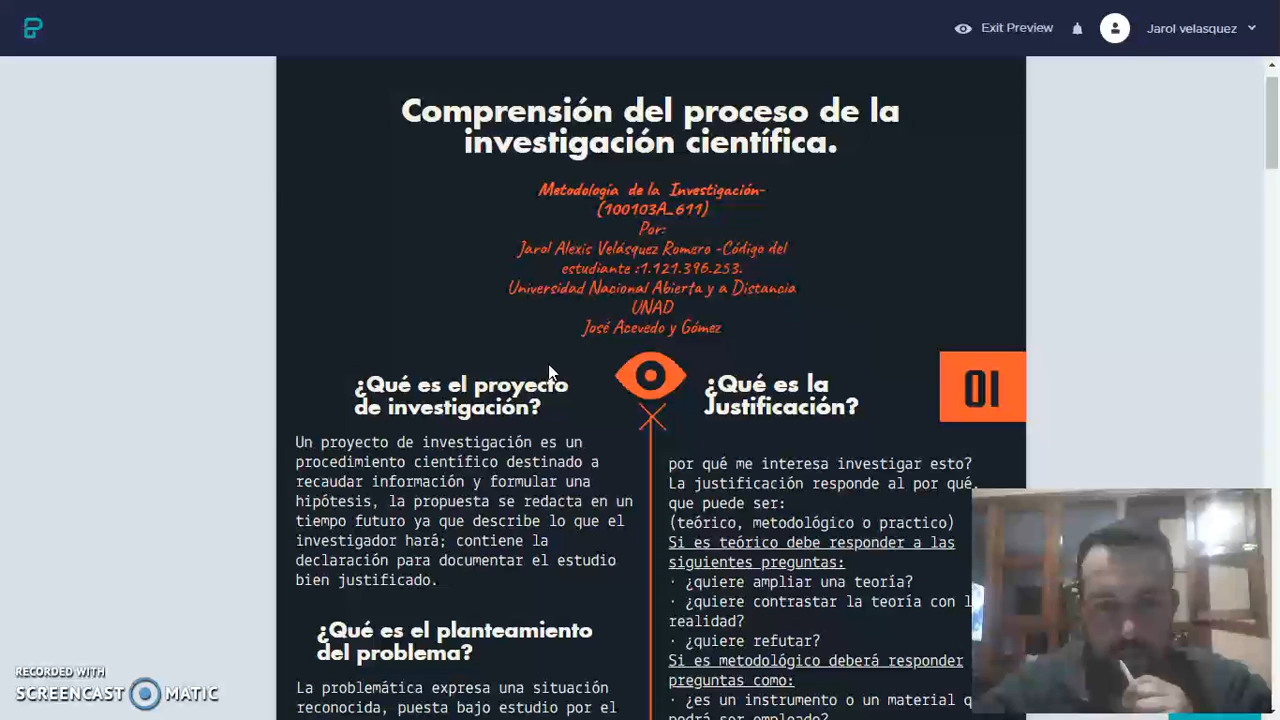 Exit Preview
Jarol velasquez
Comprensión del proceso de la
investigación científica.
Metodología de la Investigación-
(100103A_611)
Por:
Jarol Alexis Velásquez Romero -Código del
estudiante :1.121.396.253.
Universidad Nacional Abierta y a Distancia
UNAD
José Acevedo y Gómez
¿Qué es el proyecto
de investigación?
Un proyecto de investigación es un
procedimiento científico destinado a
recaudar información y formular una
hipótesis, la propuesta se redacta en un
tiempo futuro ya que describe lo que el
investigador hará; contiene la
declaración para documentar el estudio
bien justificado.
¿Qué es el planteamiento
del problema?
La problemática expresa una situación
reconocida, puesta bajo estudio por el
¿Qué es la
Justificación?
01
por qué me interesa investigar esto?
La justificación responde al por qué,
que puede ser:
(teórico, metodológico o practico)
Si es teórico debe responder a las
siguientes preguntas:
· ¿quiere ampliar una teoría?
· ¿quiere contrastar la teoría con l
realidad?
· ¿quiere refutar?
Si es metodológico deberá responder
preguntas como:
· ¿es un instrumento o un material q
podrá ser empleado?
RECORDED WITH
SCREENCAST MATIC